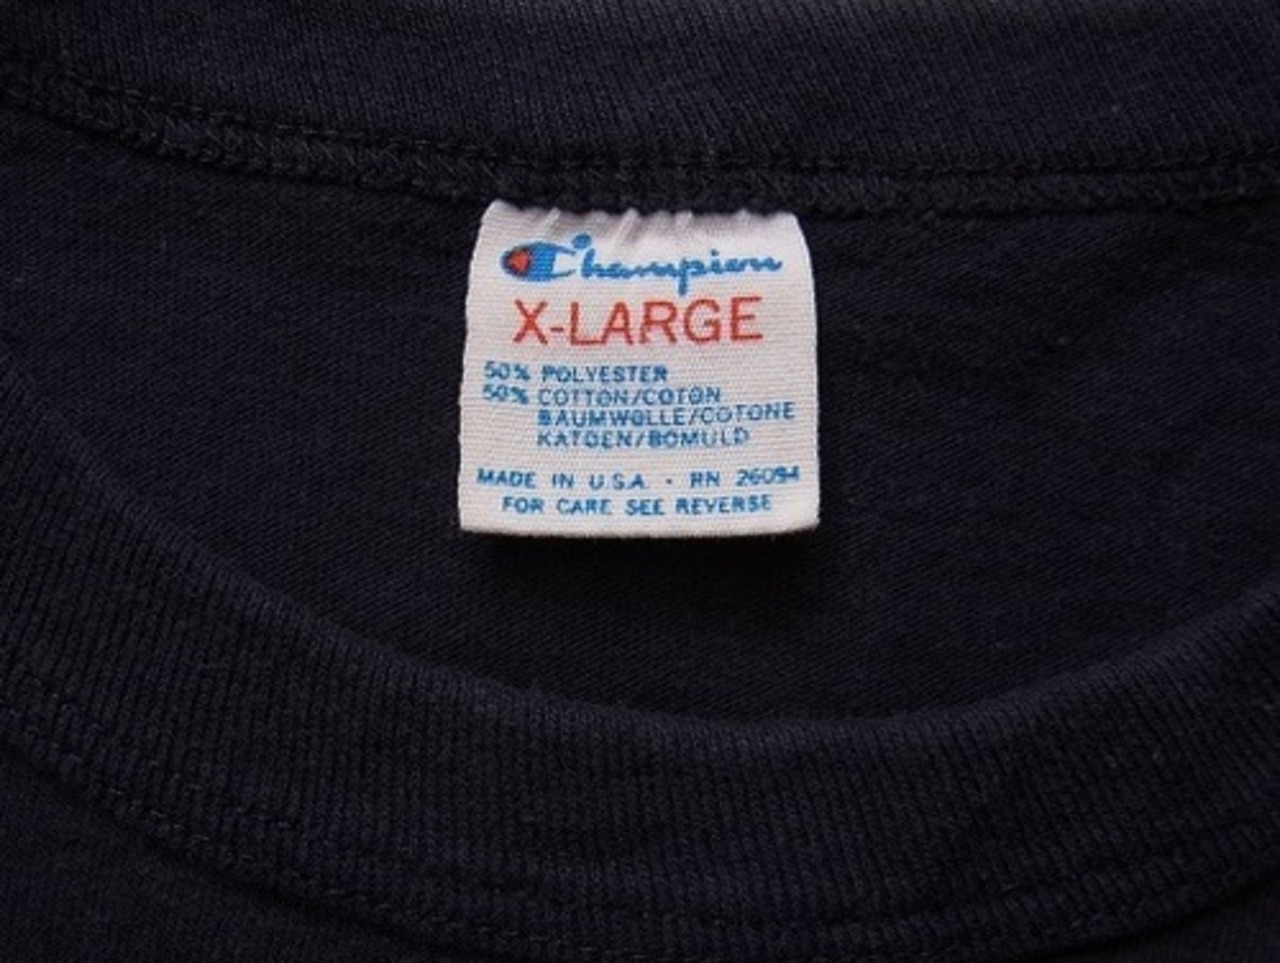 Champion
X-LARGE
50% POLYESTER
50% COTTON/COTON
BAUMWOLLE/COTONE
KATOEN/BOMULD
MADE IN U.S.A. · RN 26094
FOR CARE SEE REVERSE